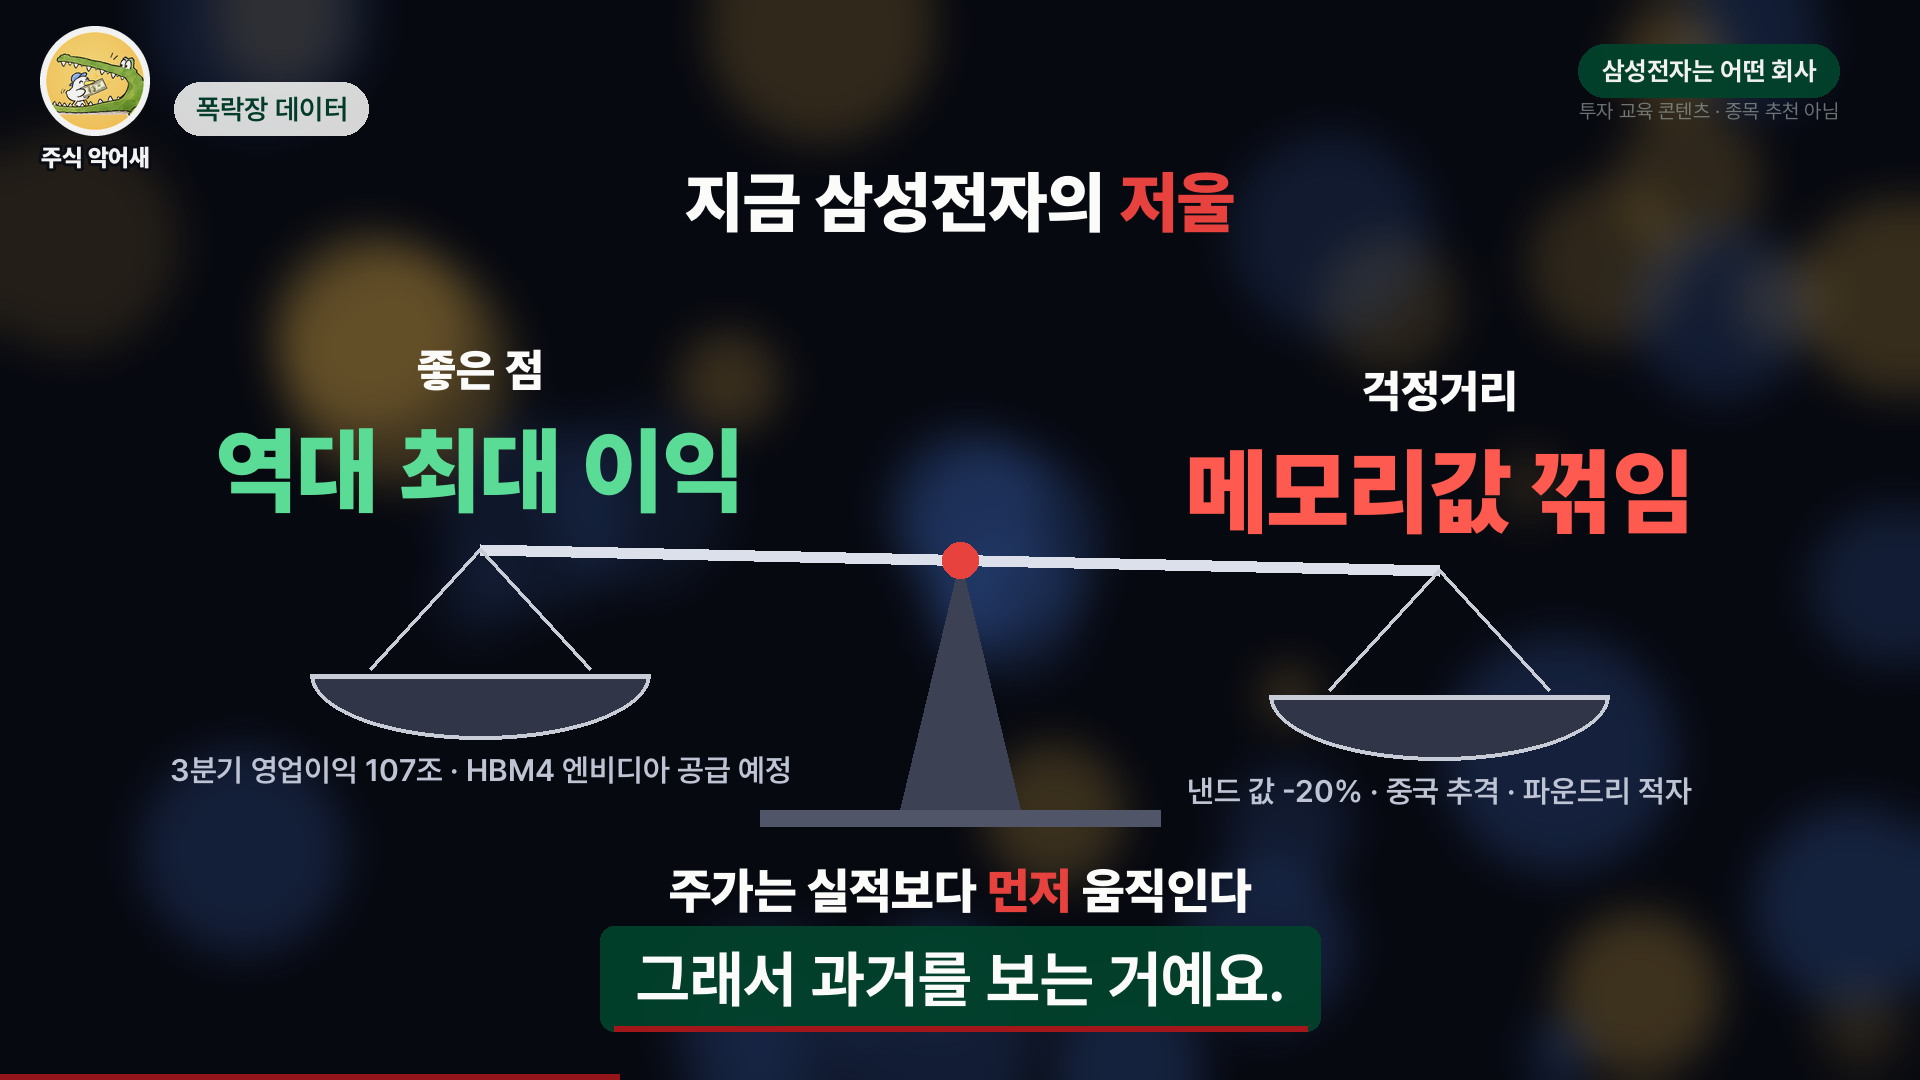 주식 악어새
폭락장 데이터
삼성전자는 어떤 회사
투자 교육 콘텐츠 · 종목 추천 아님
지금 삼성전자의 저울
좋은 점
역대 최대 이익
걱정거리
메모리값 꺾임
3분기 영업이익 107조 · HBM4 엔비디아 공급 예정
낸드 값 -20% · 중국 추격 · 파운드리 적자
주가는 실적보다 먼저 움직인다
그래서 과거를 보는 거예요.